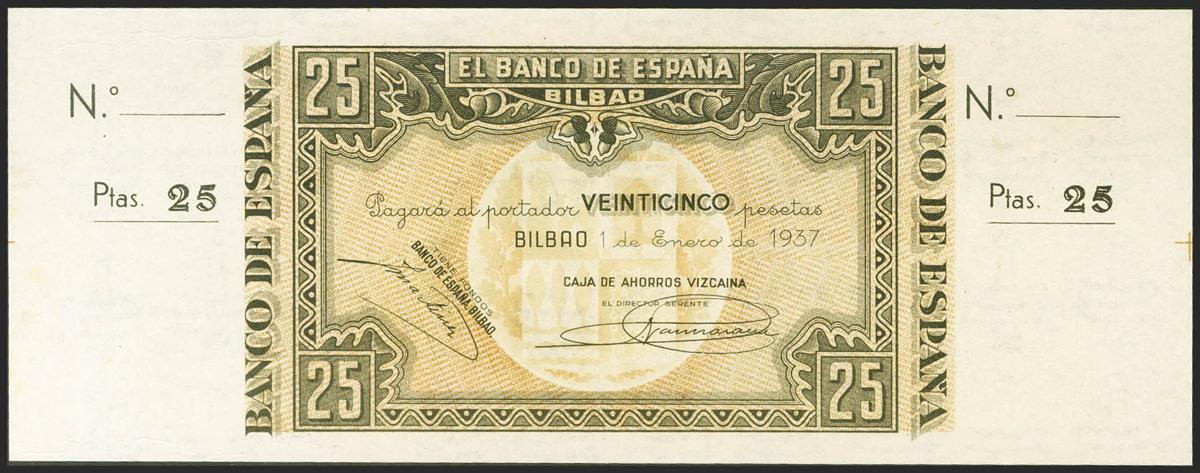 N.º
Ptas. 25
BANCO DE ESPAÑA
25
EL BANCO DE ESPAÑA
BILBAO
25
Pagará al portador VEINTICINCO pesetas
BILBAO 1 de Enero de 1937
TIENE FONDOS
BANCO DE ESPAÑA, BILBAO
CAJA DE AHORROS VIZCAINA
EL DIRECTOR GERENTE
25
25
BANCO DE ESPAÑA
N.º
Ptas. 25